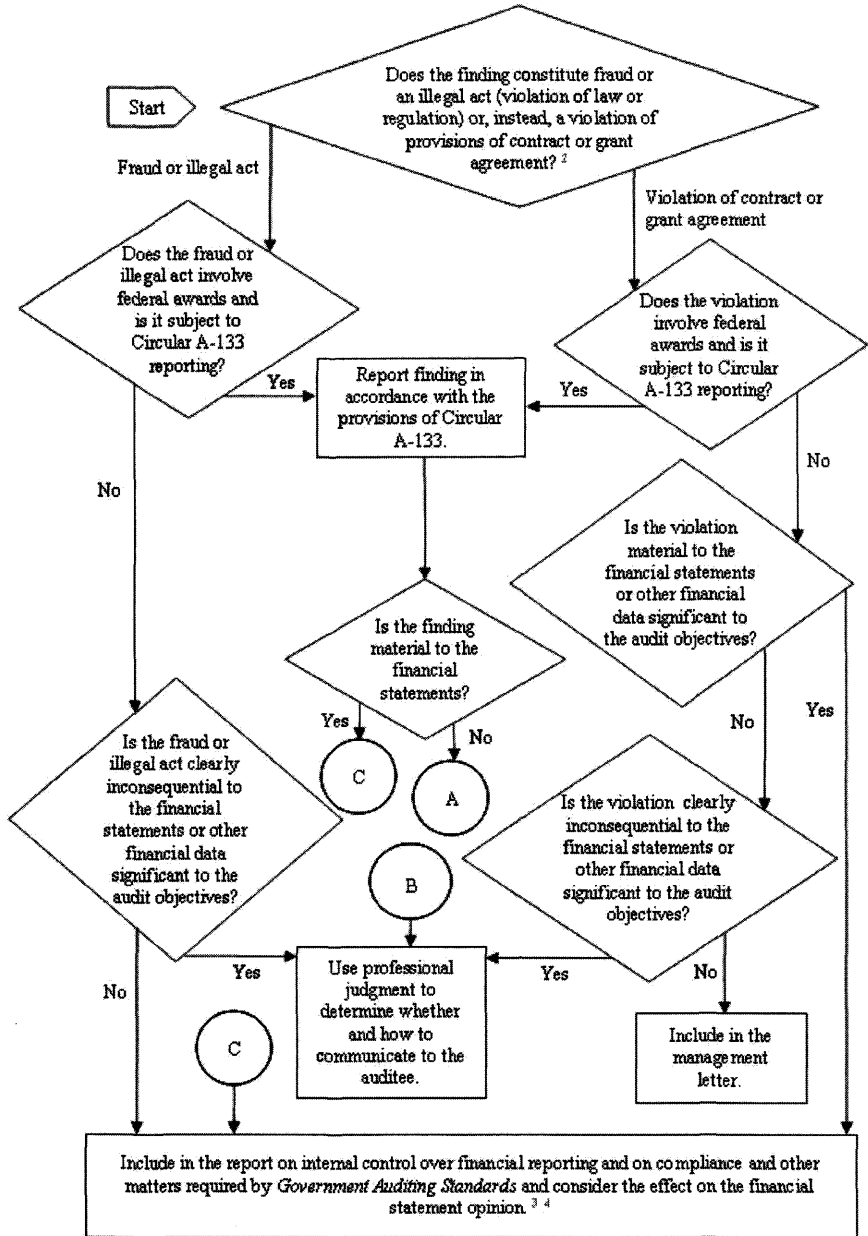 Start
Does the finding constitute fraud or
an illegal act (violation of law or
regulation) or, instead, a violation of
provisions of contract or grant
agreement? 2
Fraud or illegal act
Violation of contract or
grant agreement
Does the fraud or
illegal act involve
federal awards and
is it subject to
Circular A-133
reporting?
Does the violation
involve federal
awards and is it
subject to Circular
A-133 reporting?
Yes
Report finding in
accordance with the
provisions of Circular
A-133.
Yes
No
No
Is the violation
material to the
financial statements
or other financial
data significant to
the audit objectives?
Is the finding
material to the
financial
statements?
Yes
No
No
Yes
C
A
Is the fraud or
illegal act clearly
inconsequential to
the financial
statements or other
financial data
significant to the
audit objectives?
Is the violation clearly
inconsequential to the
financial statements or
other financial data
significant to the audit
objectives?
B
No
Yes
Use professional
judgment to
determine whether
and how to
communicate to the
auditee.
Yes
No
Include in the
management
letter.
C
Include in the report on internal control over financial reporting and on compliance and other
matters required by Government Auditing Standards and consider the effect on the financial
statement opinion. 3 4